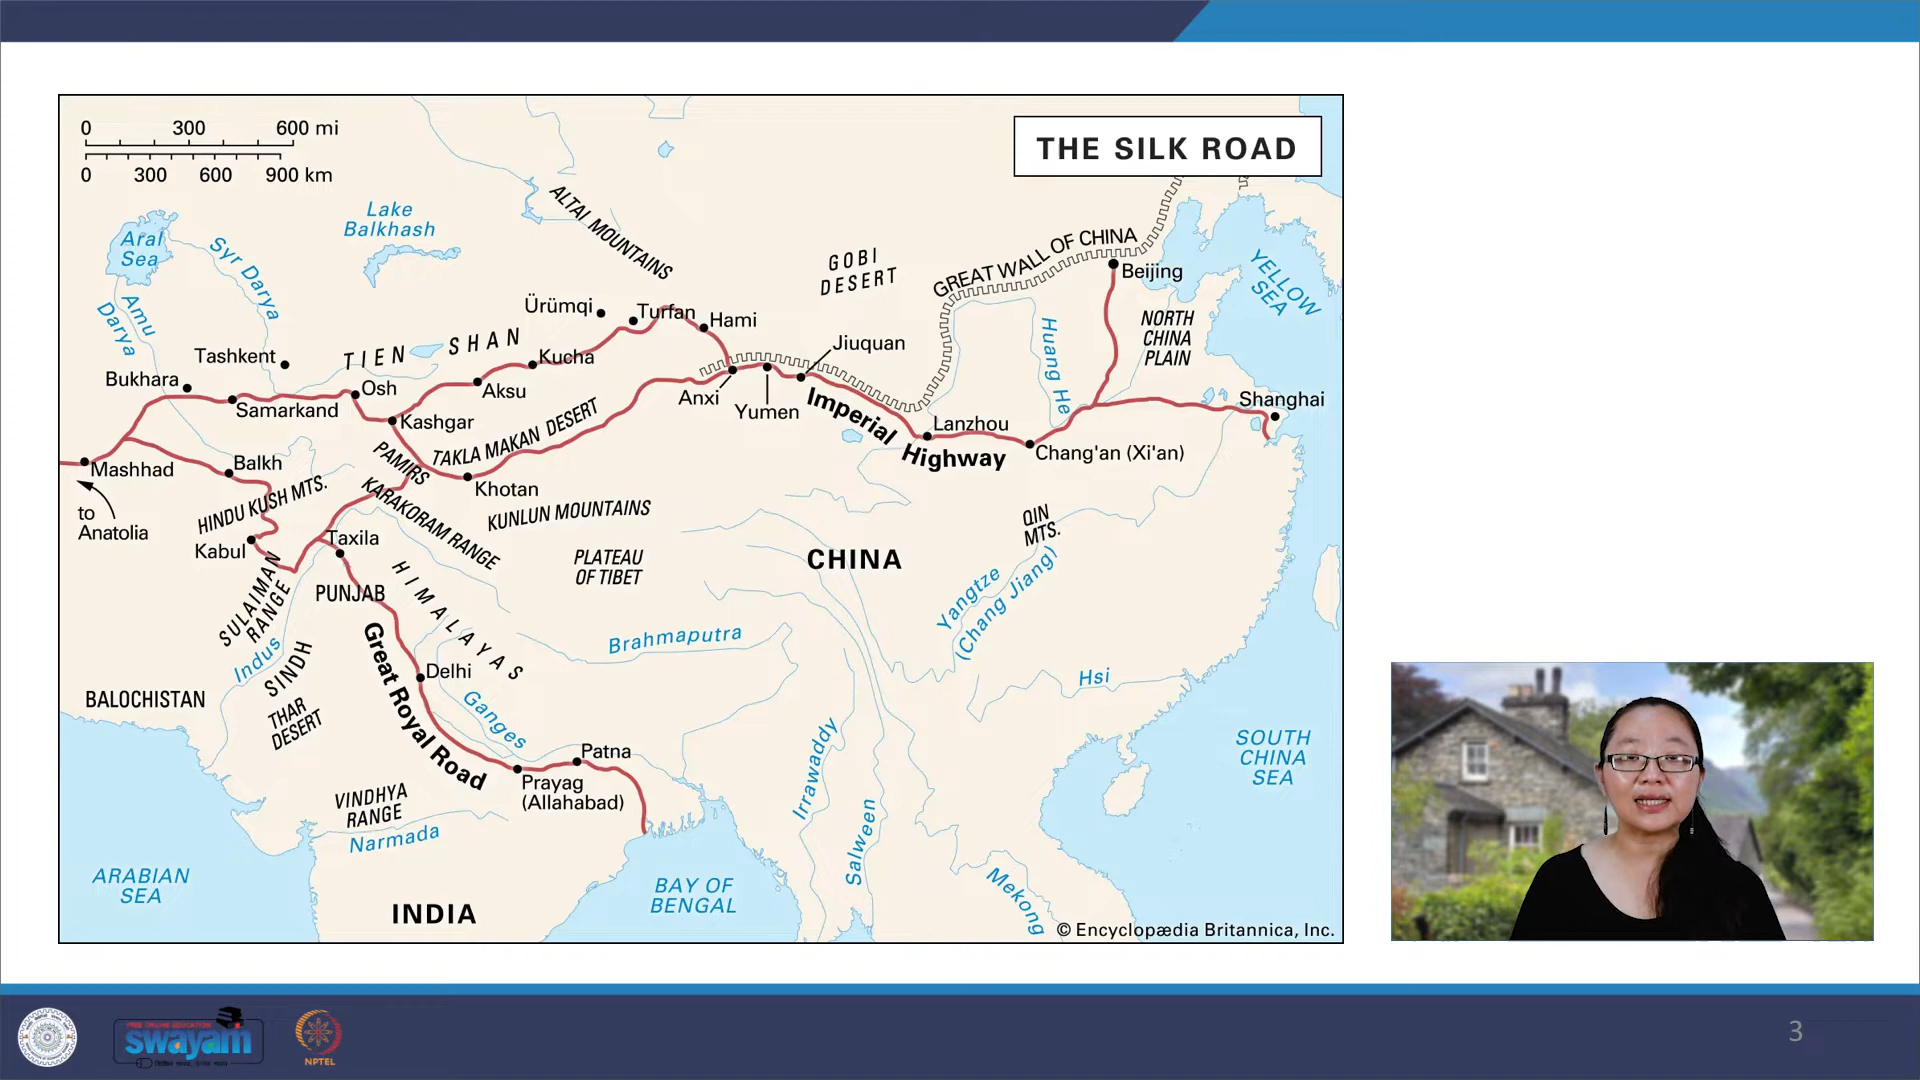 0 300 600 mi
0 300 600 900 km
THE SILK ROAD
Aral
Sea
Syr Darya
Amu
Darya
Lake
Balkhash
ALTAI MOUNTAINS
GOBI
DESERT
GREAT WALL OF CHINA
Beijing
YELLOW
SEA
NORTH
CHINA
PLAIN
Huang He
Ürümqi
Turfan
Hami
Jiuquan
Tashkent
TIEN SHAN
Kucha
Bukhara
Osh
Aksu
Samarkand
Kashgar
Anxi
Yumen
Imperial
Highway
Shanghai
Lanzhou
Chang'an (Xi'an)
TAKLA MAKAN DESERT
PAMIRS
Mashhad
Balkh
Khotan
to
Anatolia
HINDU KUSH MTS.
KARAKORAM RANGE
KUNLUN MOUNTAINS
QIN
MTS.
Kabul
Taxila
PLATEAU
OF TIBET
CHINA
HIMALAYAS
SULAIMAN
RANGE
PUNJAB
Yangtze
(Chang Jiang)
Indus
SINDH
Great Royal Road
Brahmaputra
Delhi
Hsi
BALOCHISTAN
THAR
DESERT
Ganges
Patna
Prayag
(Allahabad)
Irrawaddy
Salween
SOUTH
CHINA
SEA
VINDHYA
RANGE
Narmada
ARABIAN
SEA
BAY OF
BENGAL
Mekong
INDIA
© Encyclopædia Britannica, Inc.
FREE ONLINE EDUCATION
swayam
NPTEL
3